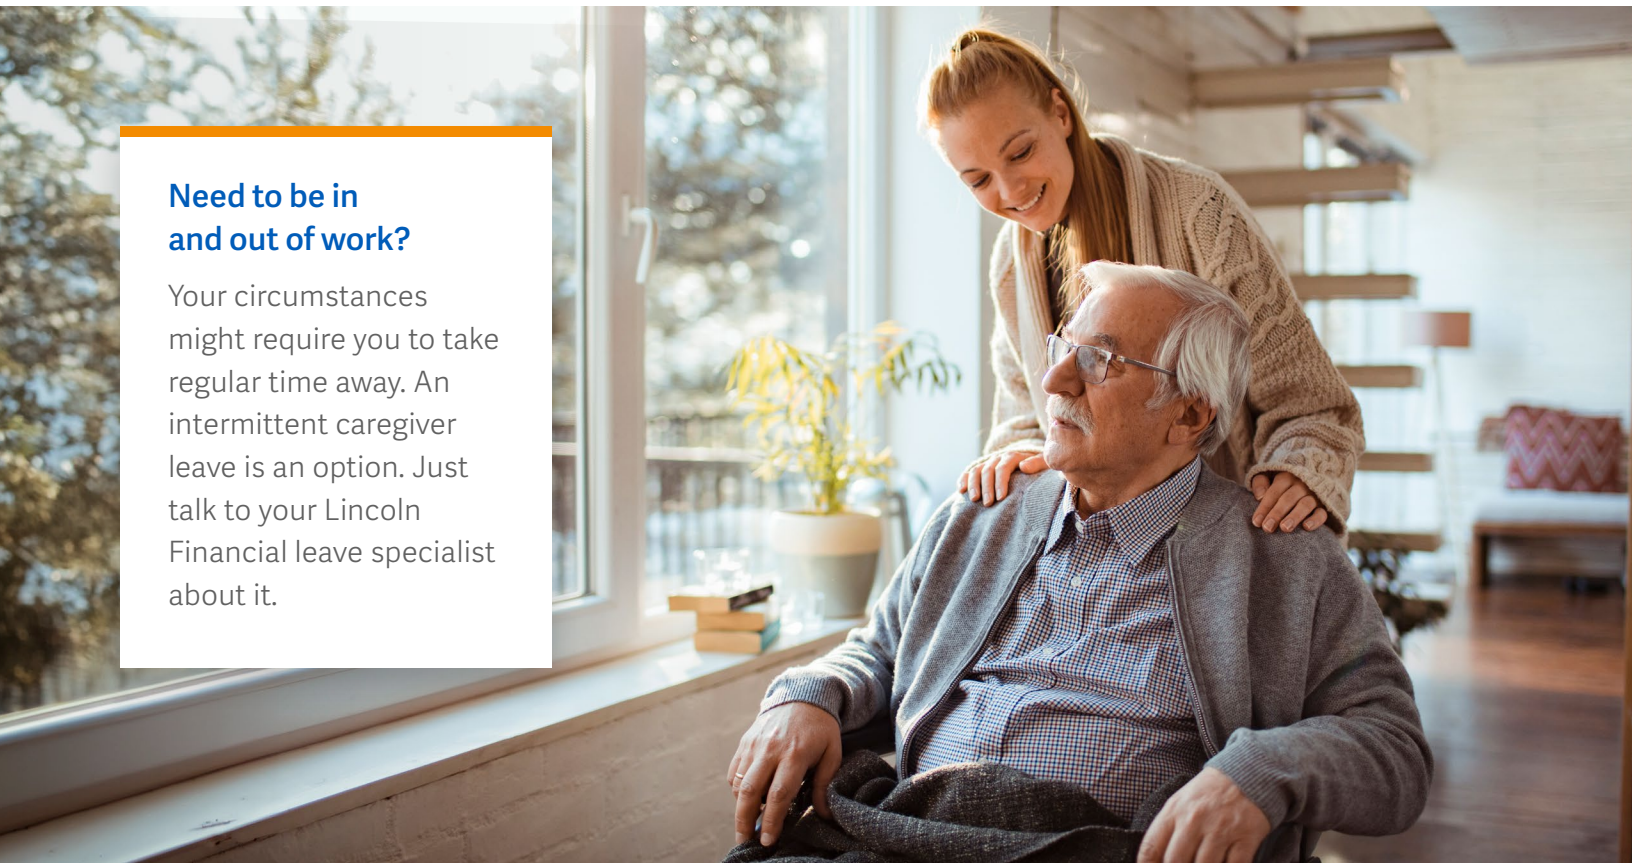 Need to be in
and out of work?
Your circumstances
might require you to take
regular time away. An
intermittent caregiver
leave is an option. Just
talk to your Lincoln
Financial leave specialist
about it.